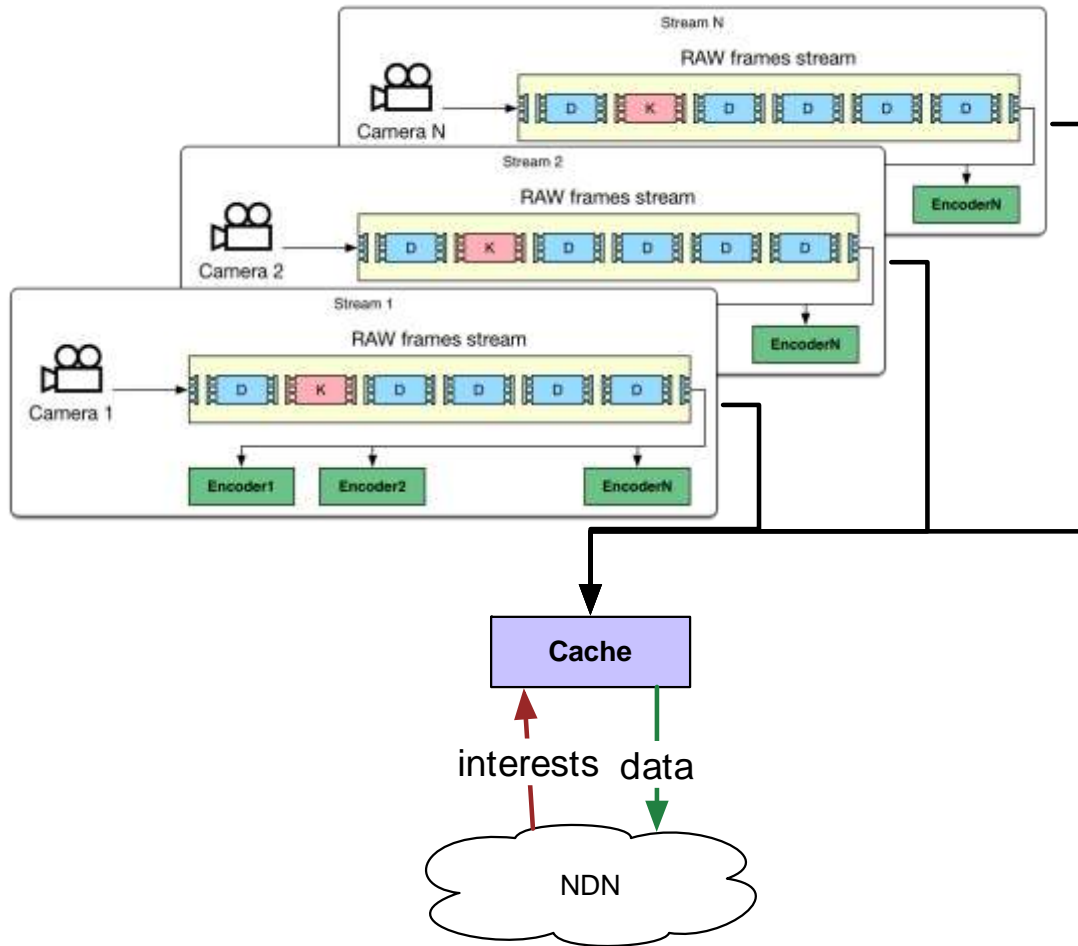 Stream N
RAW frames stream
D K D D D D
Camera N
EncoderN
Stream 2
RAW frames stream
D K D D D D
Camera 2
EncoderN
Stream 1
RAW frames stream
D K D D D D
Camera 1
Encoder1 Encoder2 EncoderN
Cache
interests data
NDN